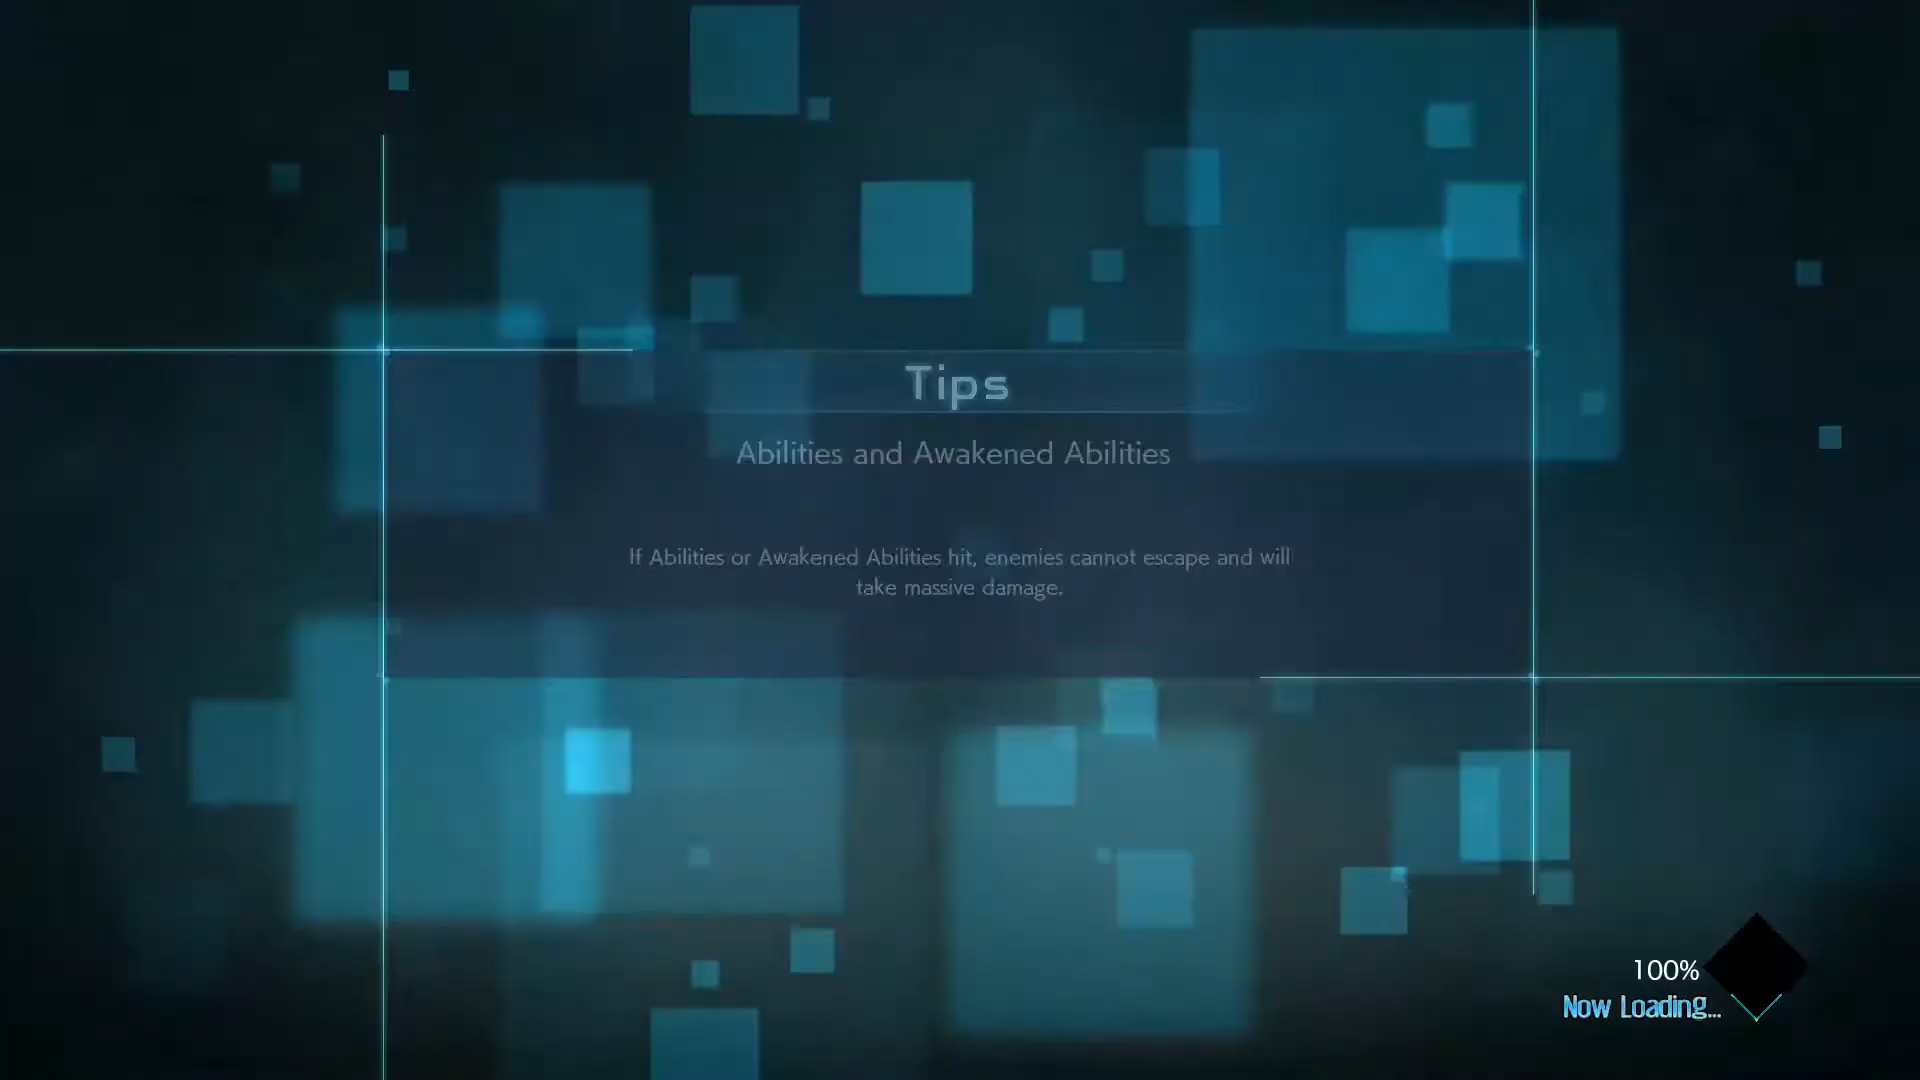 Tips
Abilities and Awakened Abilities
If Abilities or Awakened Abilities hit, enemies cannot escape and will
take massive damage.
100%
Now Loading...